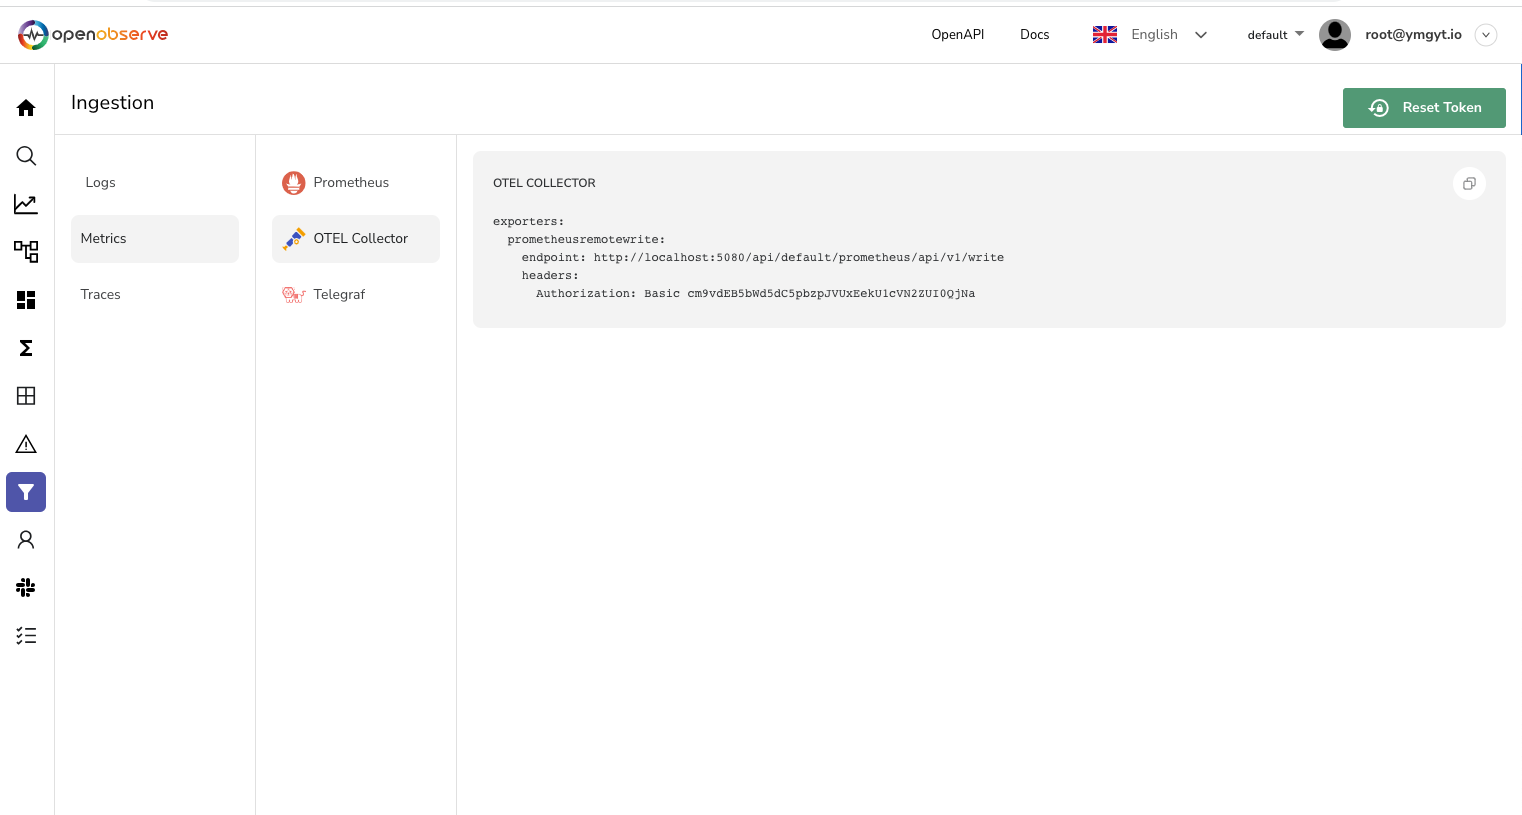 openobserve
OpenAPI
Docs
English
default
root@ymgyt.io
Ingestion
Reset Token
Logs
Metrics
Traces
Prometheus
OTEL Collector
Telegraf
OTEL COLLECTOR
exporters:
  prometheusremotewrite:
    endpoint: http://localhost:5080/api/default/prometheus/api/v1/write
    headers:
      Authorization: Basic cm9vdEB5bWd5dC5pbzpJVUxEekU1cVN2ZUI0QjNa